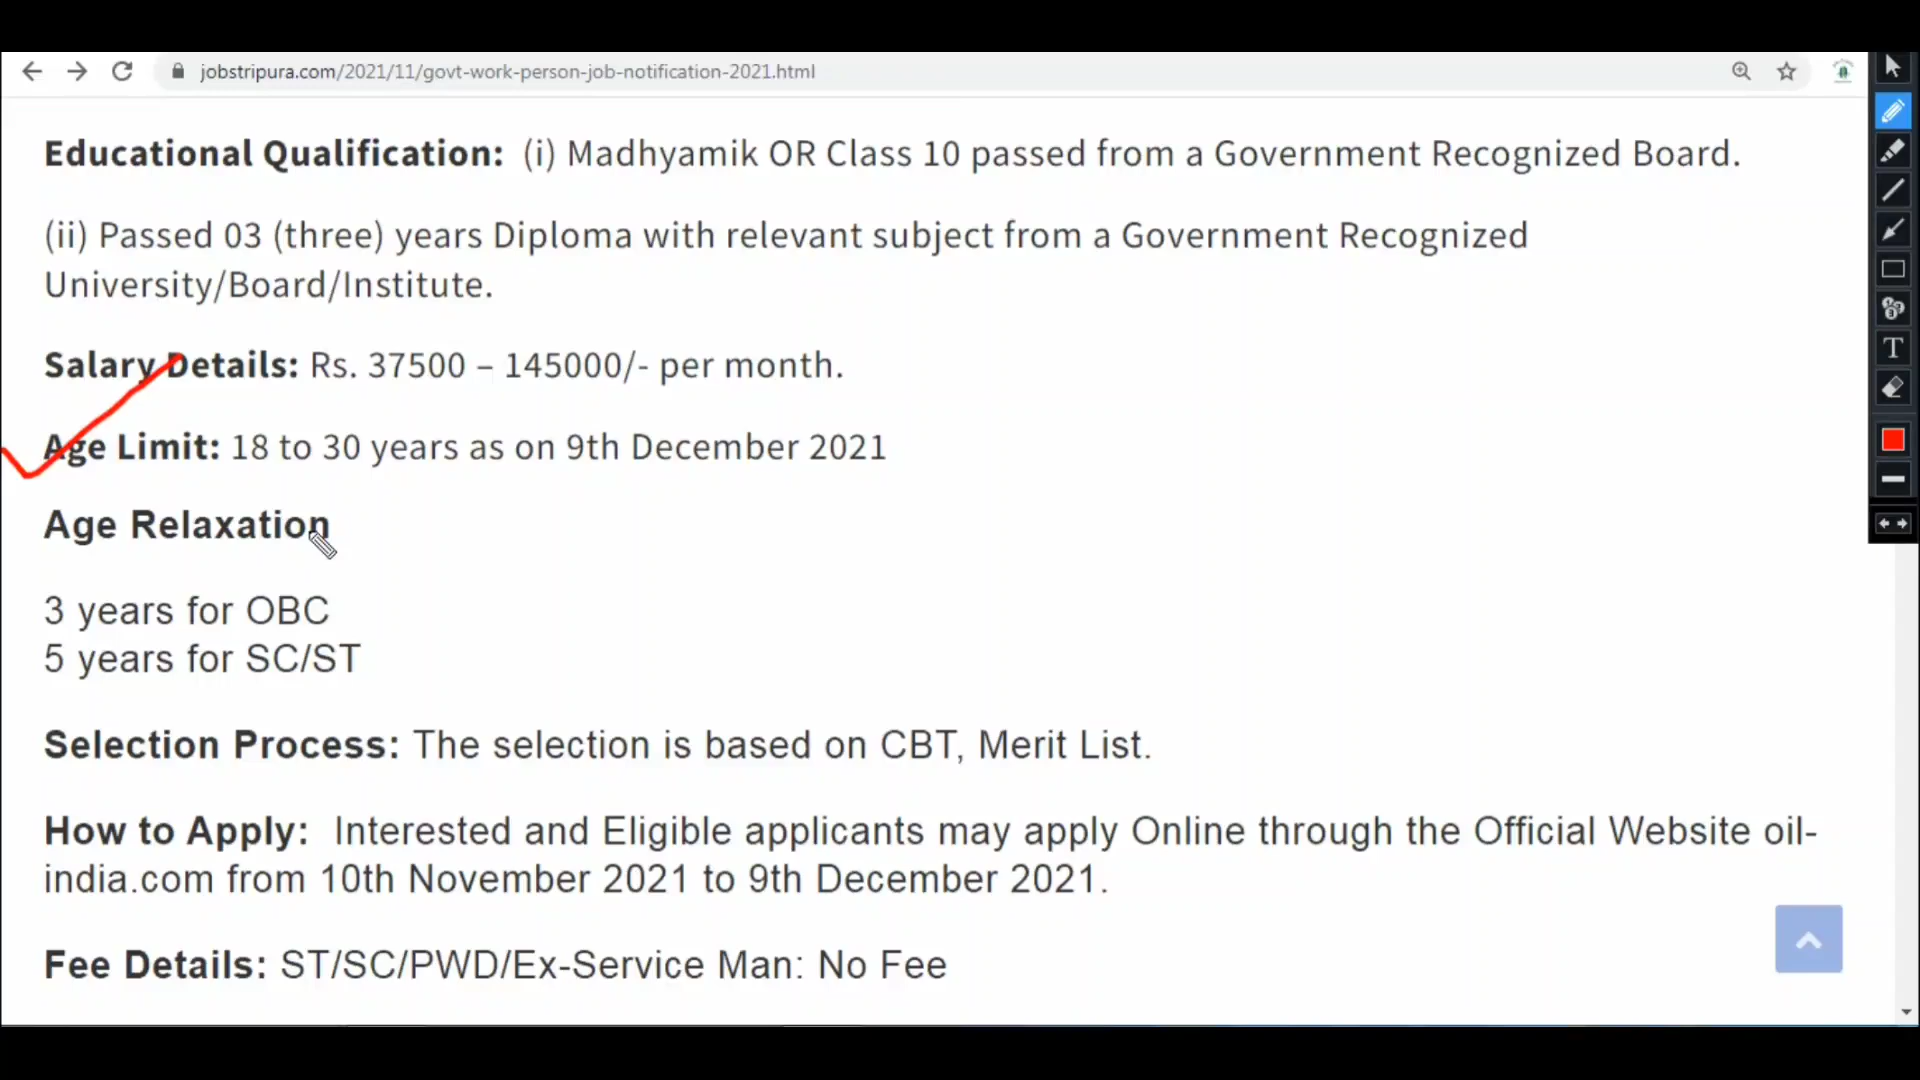 jobstripura.com/2021/11/govt-work-person-job-notification-2021.html
Educational Qualification: (i) Madhyamik OR Class 10 passed from a Government Recognized Board.
(ii) Passed 03 (three) years Diploma with relevant subject from a Government Recognized
University/Board/Institute.
Salary Details: Rs. 37500 – 145000/- per month.
Age Limit: 18 to 30 years as on 9th December 2021
Age Relaxation
3 years for OBC
5 years for SC/ST
Selection Process: The selection is based on CBT, Merit List.
How to Apply: Interested and Eligible applicants may apply Online through the Official Website oil-
india.com from 10th November 2021 to 9th December 2021.
Fee Details: ST/SC/PWD/Ex-Service Man: No Fee
T